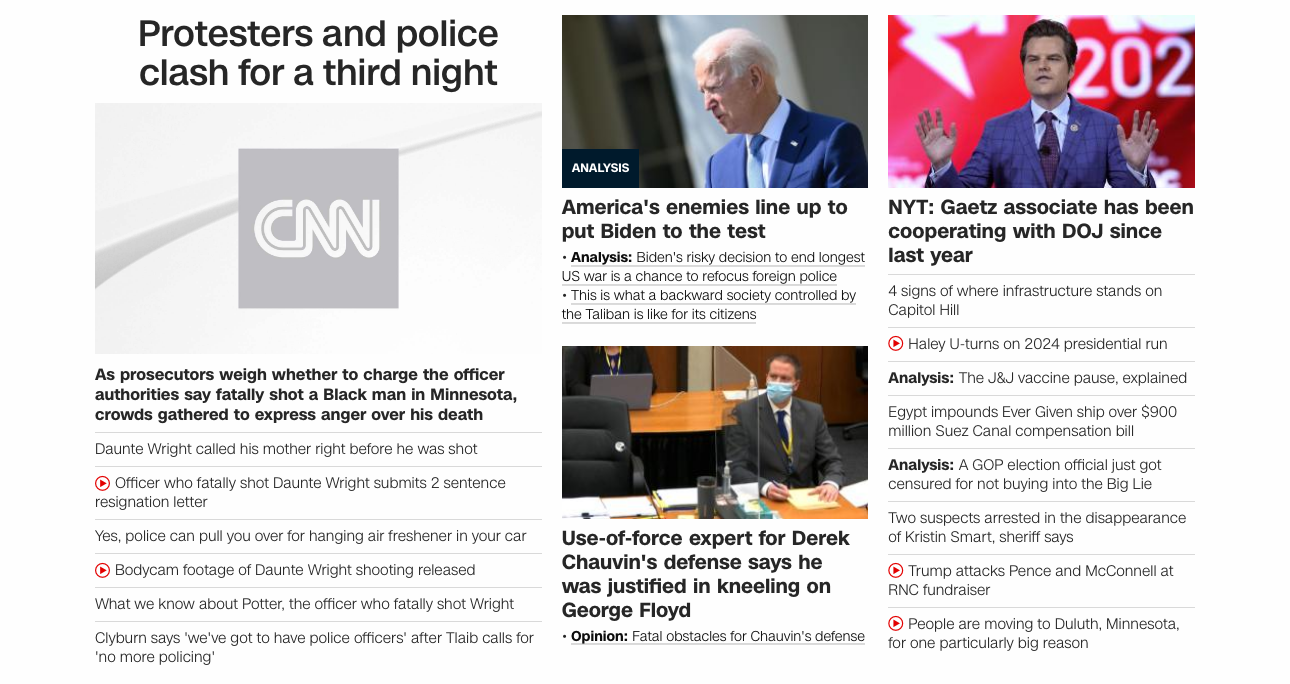 Protesters and police
clash for a third night
CNN
As prosecutors weigh whether to charge the officer
authorities say fatally shot a Black man in Minnesota,
crowds gathered to express anger over his death
Daunte Wright called his mother right before he was shot
Officer who fatally shot Daunte Wright submits 2 sentence
resignation letter
Yes, police can pull you over for hanging air freshener in your car
Bodycam footage of Daunte Wright shooting released
What we know about Potter, the officer who fatally shot Wright
Clyburn says 'we've got to have police officers' after Tlaib calls for
'no more policing'
ANALYSIS
America's enemies line up to
put Biden to the test
• Analysis: Biden's risky decision to end longest
US war is a chance to refocus foreign police
• This is what a backward society controlled by
the Taliban is like for its citizens
Use-of-force expert for Derek
Chauvin's defense says he
was justified in kneeling on
George Floyd
• Opinion: Fatal obstacles for Chauvin's defense
202
NYT: Gaetz associate has been
cooperating with DOJ since
last year
4 signs of where infrastructure stands on
Capitol Hill
Haley U-turns on 2024 presidential run
Analysis: The J&J vaccine pause, explained
Egypt impounds Ever Given ship over $900
million Suez Canal compensation bill
Analysis: A GOP election official just got
censured for not buying into the Big Lie
Two suspects arrested in the disappearance
of Kristin Smart, sheriff says
Trump attacks Pence and McConnell at
RNC fundraiser
People are moving to Duluth, Minnesota,
for one particularly big reason